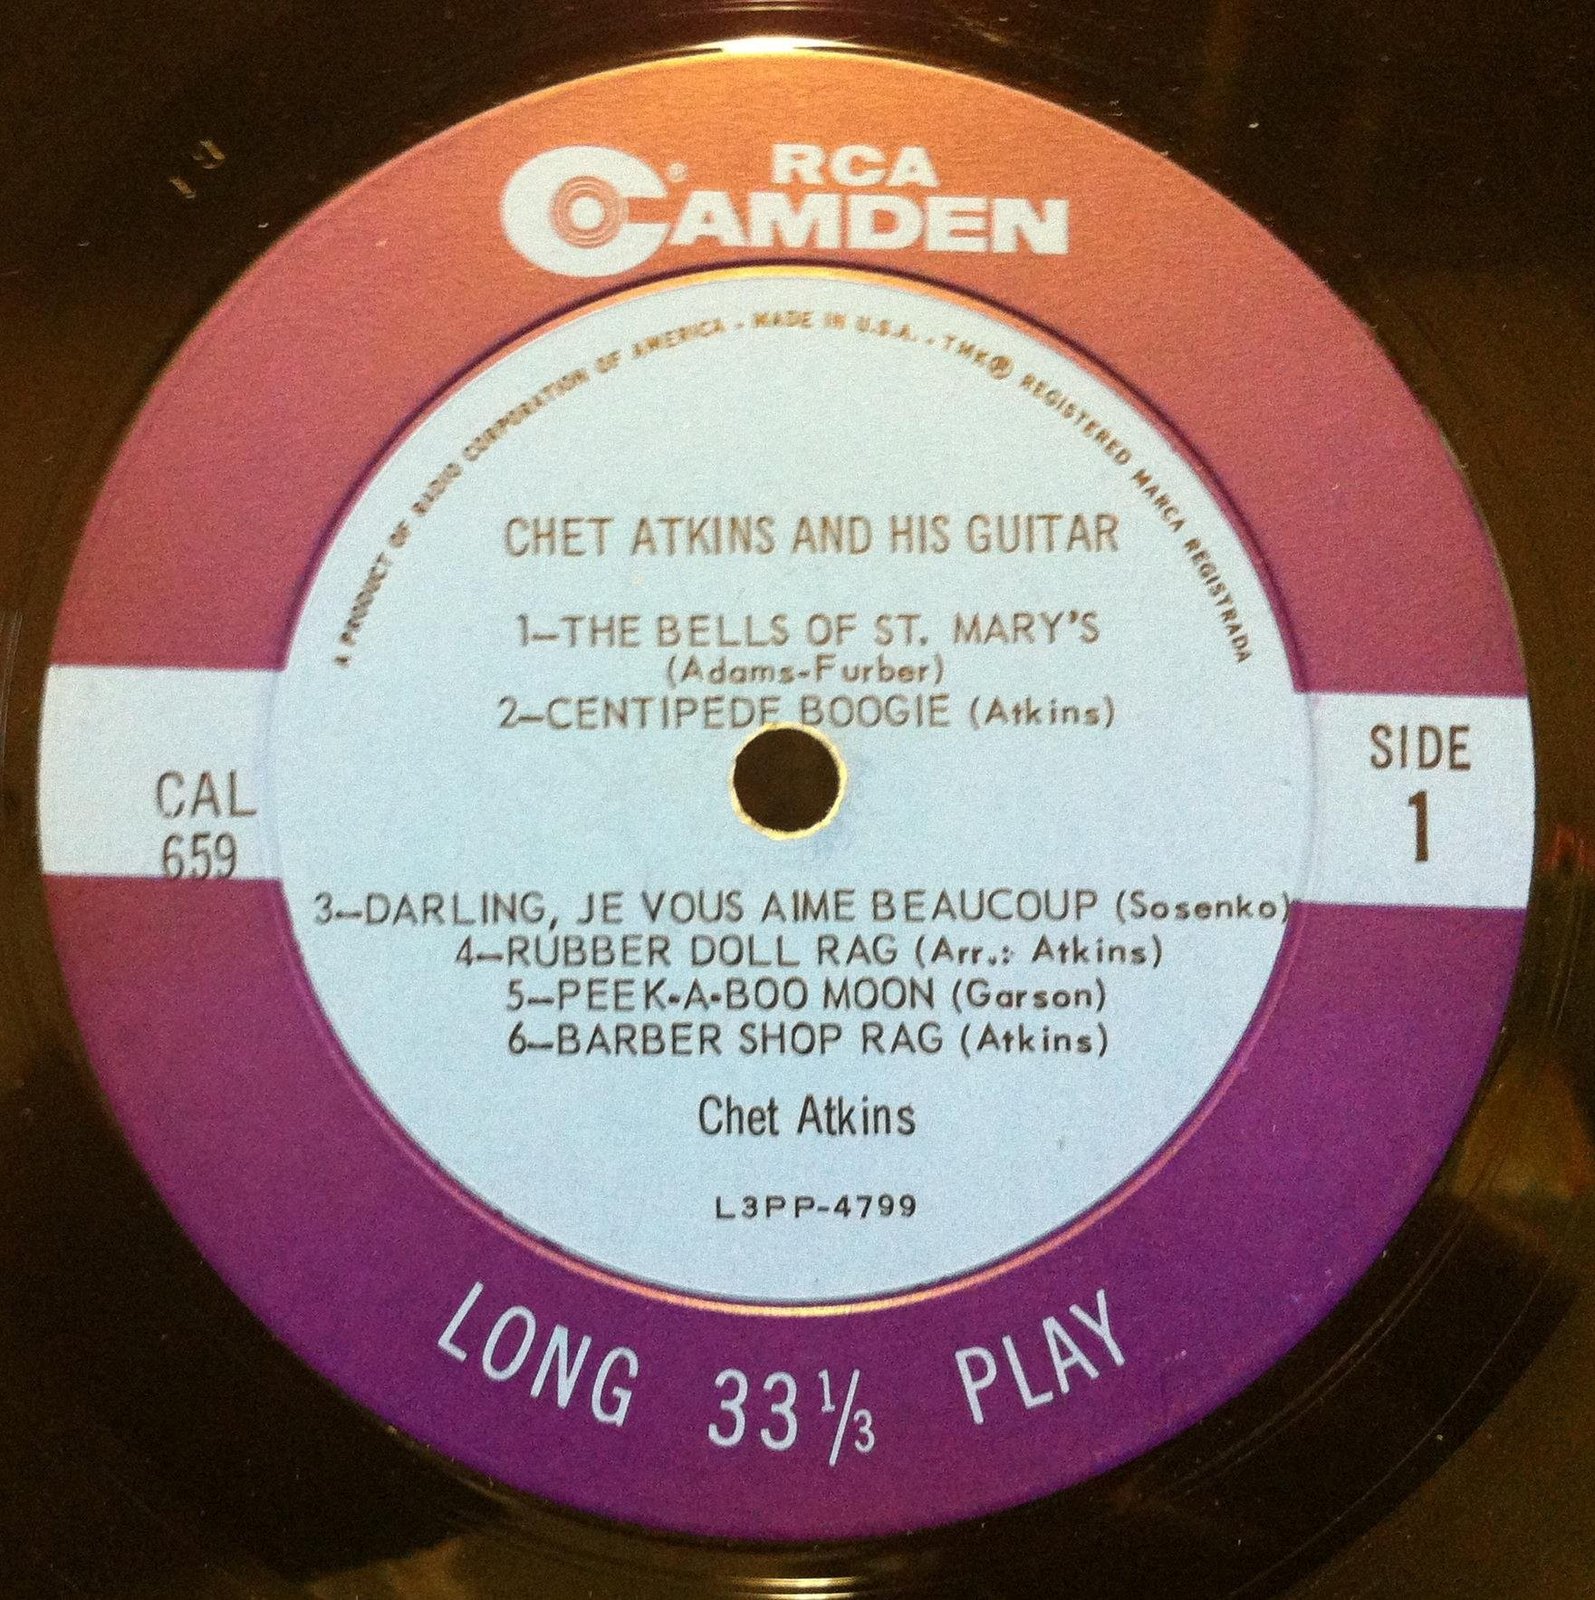 RCA
CAMDEN®
A PRODUCT OF RADIO CORPORATION OF AMERICA - MADE IN U.S.A. - TMK® REGISTERED MARCA REGISTRADA
CHET ATKINS AND HIS GUITAR
1—THE BELLS OF ST. MARY'S
(Adams-Furber)
2—CENTIPEDE BOOGIE (Atkins)
CAL
659
SIDE
1
3—DARLING, JE VOUS AIME BEAUCOUP (Sosenko)
4—RUBBER DOLL RAG (Arr.: Atkins)
5—PEEK-A-BOO MOON (Garson)
6—BARBER SHOP RAG (Atkins)
Chet Atkins
L3PP-4799
LONG 33⅓ PLAY